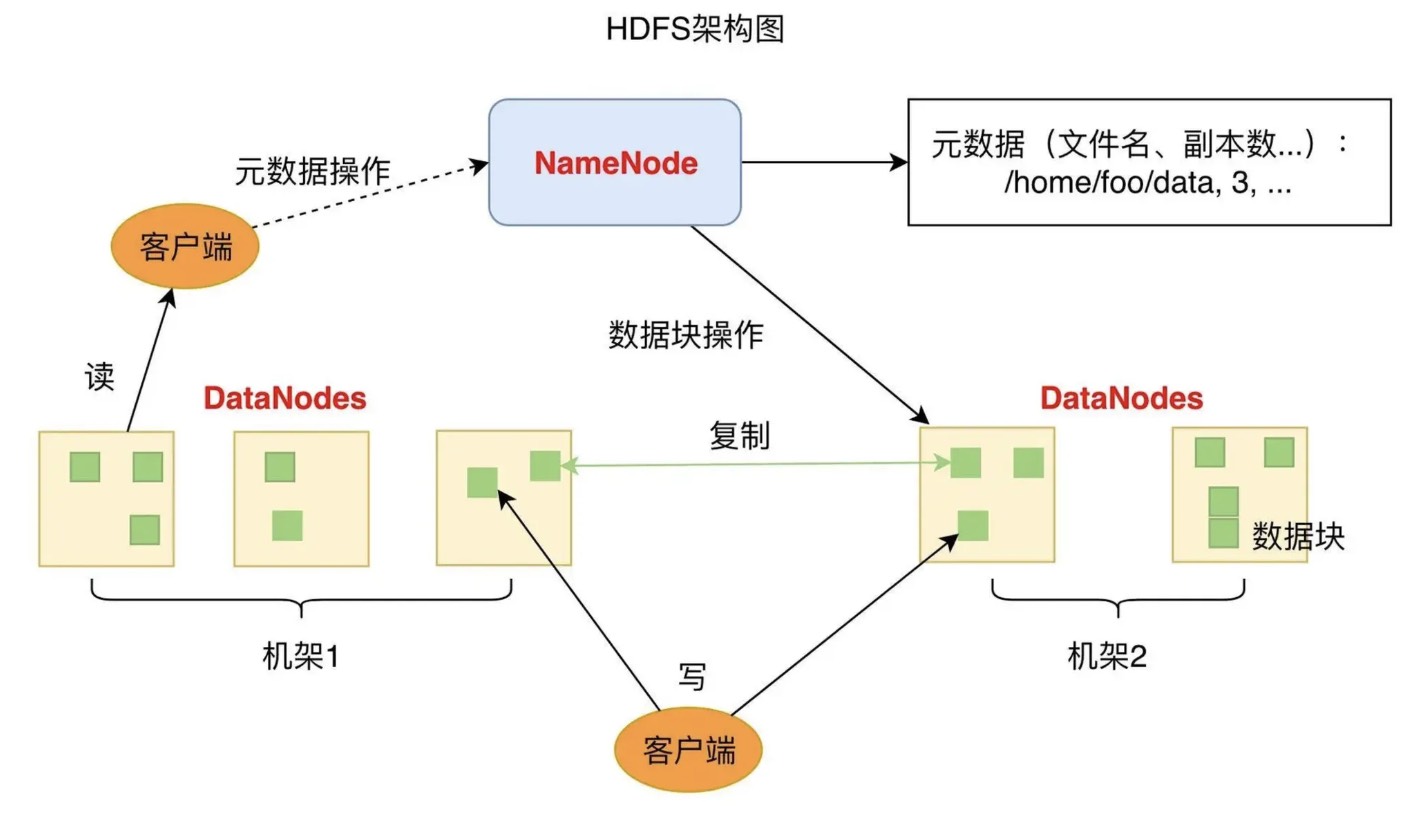 HDFS架构图
元数据操作
NameNode
元数据（文件名、副本数...）：
/home/foo/data, 3, ...
客户端
数据块操作
读
DataNodes
DataNodes
复制
数据块
机架1
写
机架2
客户端